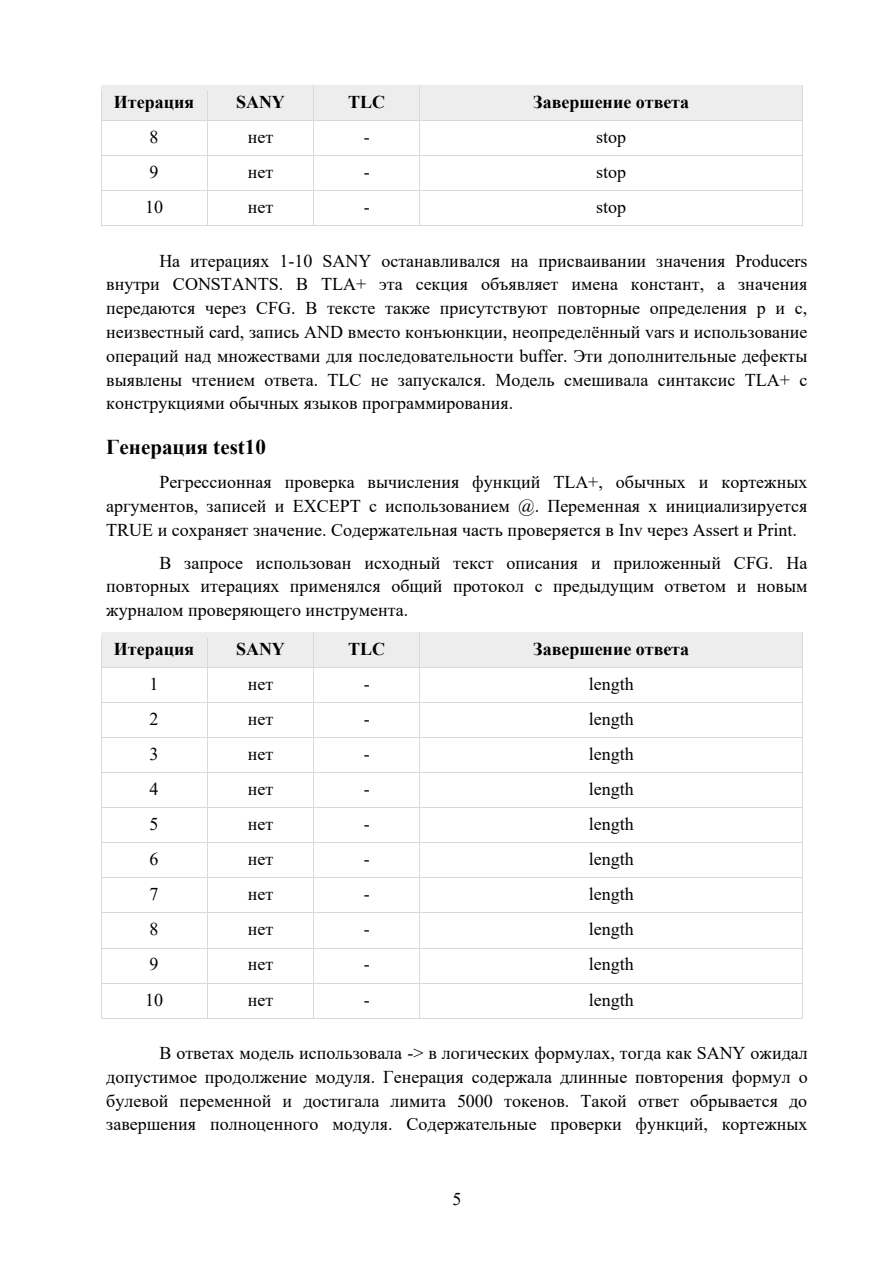 Итерация SANY TLC Завершение ответа
8 нет - stop
9 нет - stop
10 нет - stop
На итерациях 1-10 SANY останавливался на присваивании значения Producers
внутри CONSTANTS. В TLA+ эта секция объявляет имена констант, а значения
передаются через CFG. В тексте также присутствуют повторные определения p и c,
неизвестный card, запись AND вместо конъюнкции, неопределённый vars и использование
операций над множествами для последовательности buffer. Эти дополнительные дефекты
выявлены чтением ответа. TLC не запускался. Модель смешивала синтаксис TLA+ с
конструкциями обычных языков программирования.
Генерация test10
Регрессионная проверка вычисления функций TLA+, обычных и кортежных
аргументов, записей и EXCEPT с использованием @. Переменная x инициализируется
TRUE и сохраняет значение. Содержательная часть проверяется в Inv через Assert и Print.
В запросе использован исходный текст описания и приложенный CFG. На
повторных итерациях применялся общий протокол с предыдущим ответом и новым
журналом проверяющего инструмента.
Итерация SANY TLC Завершение ответа
1 нет - length
2 нет - length
3 нет - length
4 нет - length
5 нет - length
6 нет - length
7 нет - length
8 нет - length
9 нет - length
10 нет - length
В ответах модель использовала -> в логических формулах, тогда как SANY ожидал
допустимое продолжение модуля. Генерация содержала длинные повторения формул о
булевой переменной и достигала лимита 5000 токенов. Такой ответ обрывается до
завершения полноценного модуля. Содержательные проверки функций, кортежных
5